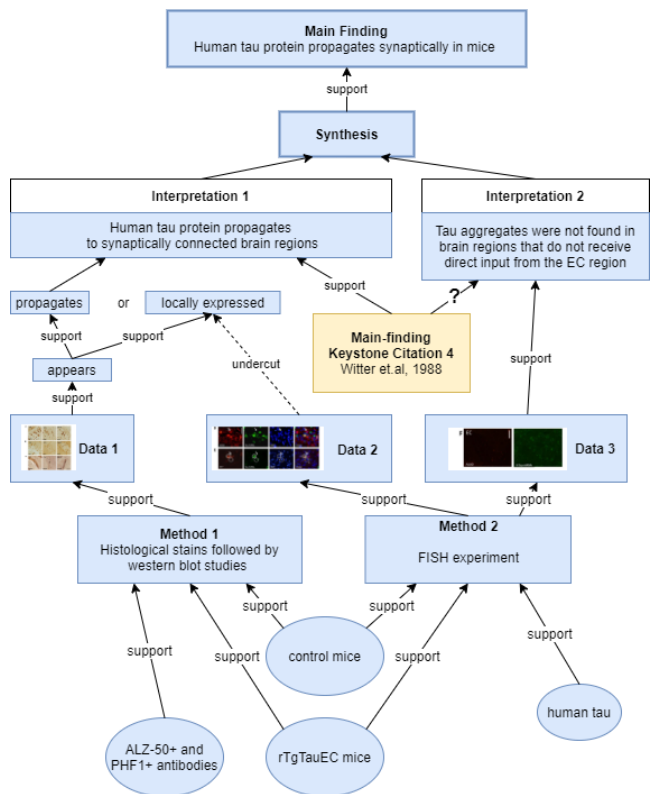 Main Finding
Human tau protein propagates synaptically in mice
support
Synthesis
Interpretation 1
Human tau protein propagates
to synaptically connected brain regions
Interpretation 2
Tau aggregates were not found in
brain regions that do not receive
direct input from the EC region
support
?
propagates
or
locally expressed
support
support
appears
Main-finding
Keystone Citation 4
Witter et.al, 1988
undercut
support
support
Data 1
Data 2
Data 3
support
support
support
Method 1
Histological stains followed by
western blot studies
Method 2
FISH experiment
support
support
control mice
support
support
support
support
human tau
ALZ-50+ and
PHF1+ antibodies
rTgTauEC mice